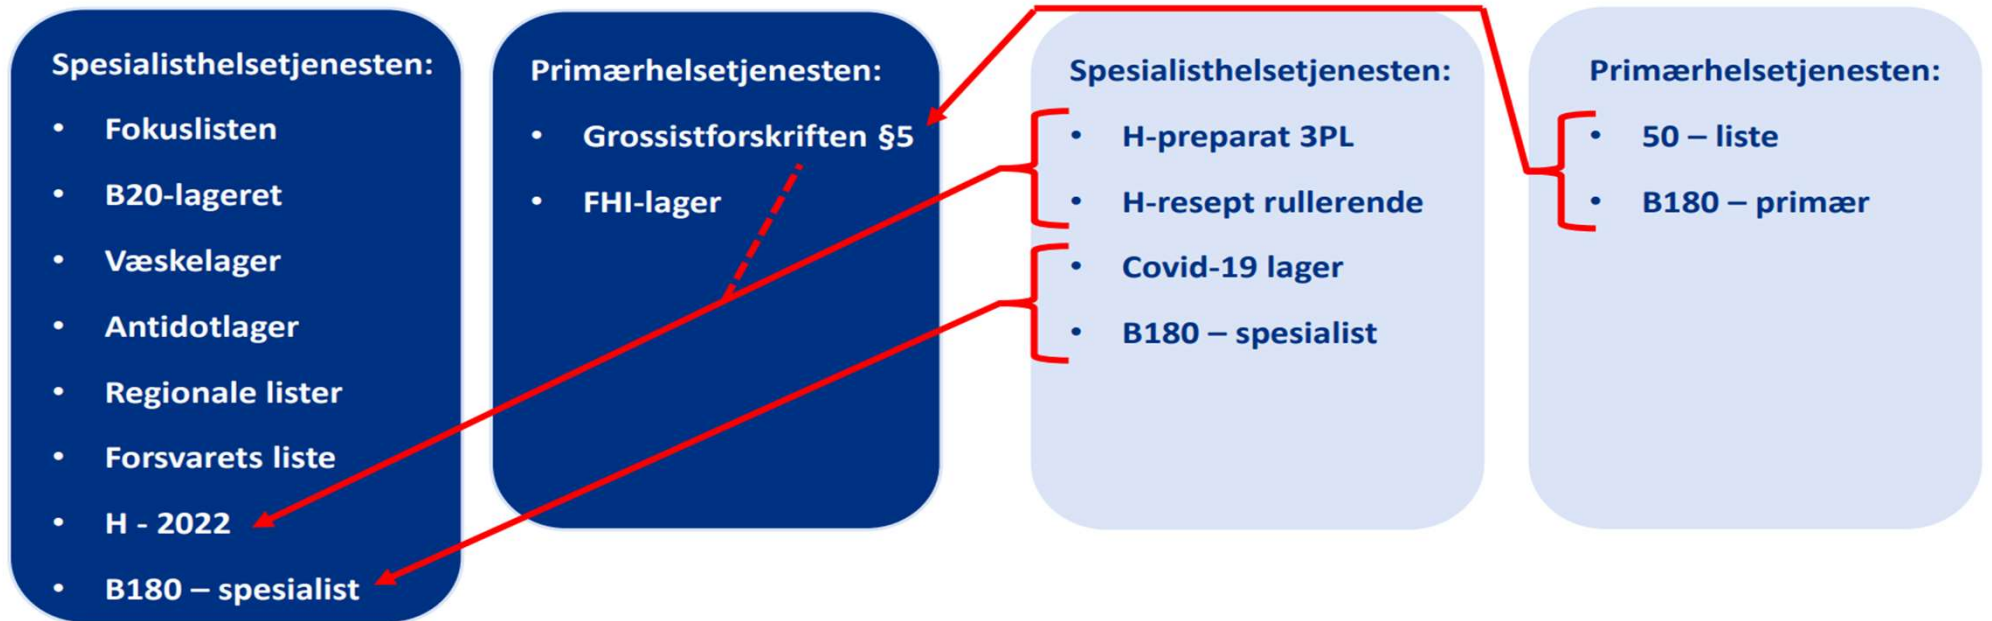 Spesialisthelsetjenesten:
• Fokuslisten
• B20-lageret
• Væskelager
• Antidotlager
• Regionale lister
• Forsvarets liste
• H - 2022
• B180 – spesialist
Primærhelsetjenesten:
• Grossistforskriften §5
• FHI-lager
Spesialisthelsetjenesten:
• H-preparat 3PL
• H-resept rullerende
• Covid-19 lager
• B180 – spesialist
Primærhelsetjenesten:
• 50 – liste
• B180 – primær